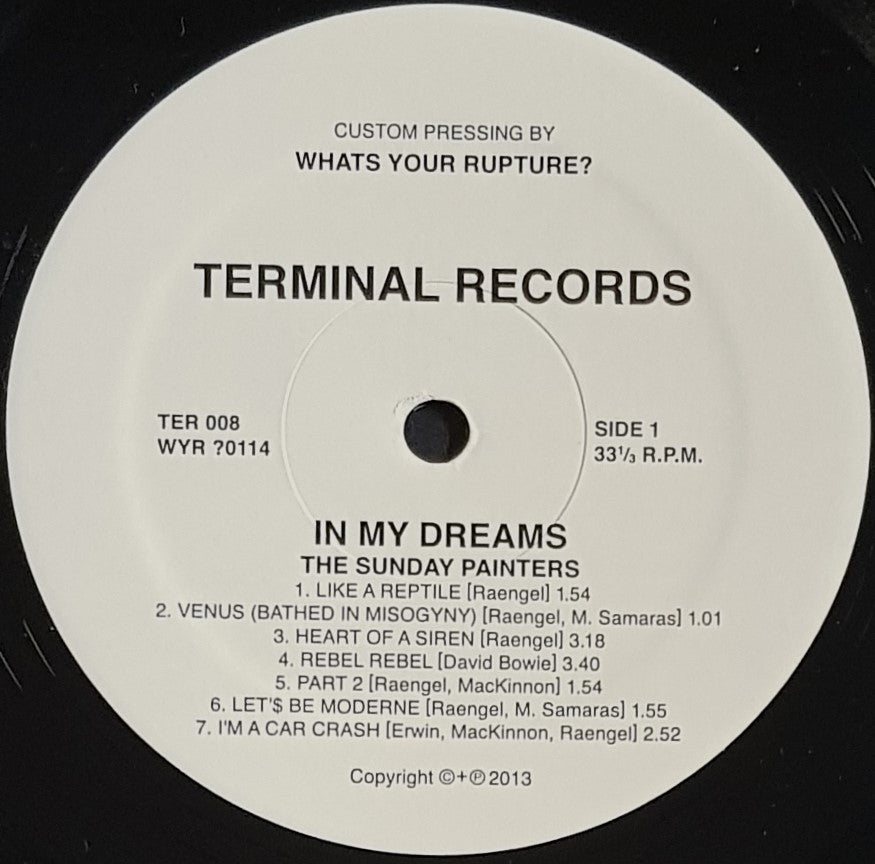 CUSTOM PRESSING BY
WHATS YOUR RUPTURE?
TERMINAL RECORDS
TER 008
WYR ?0114
SIDE 1
33⅓ R.P.M.
IN MY DREAMS
THE SUNDAY PAINTERS
1. LIKE A REPTILE [Raengel] 1.54
2. VENUS (BATHED IN MISOGYNY) [Raengel, M. Samaras] 1.01
3. HEART OF A SIREN [Raengel] 3.18
4. REBEL REBEL [David Bowie] 3.40
5. PART 2 [Raengel, MacKinnon] 1.54
6. LET'$ BE MODERNE [Raengel, M. Samaras] 1.55
7. I'M A CAR CRASH [Erwin, MacKinnon, Raengel] 2.52
Copyright ©+℗ 2013